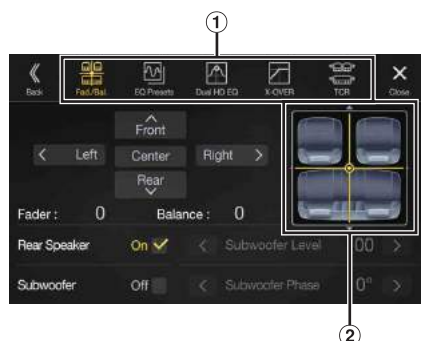 1
Back Fad./Bal. EQ Presets Dual HD EQ X-OVER TCR Close
Front
Left Center Right
Rear
Fader : 0 Balance : 0
Rear Speaker On Subwoofer Level 00
Subwoofer Off Subwoofer Phase 0°
2